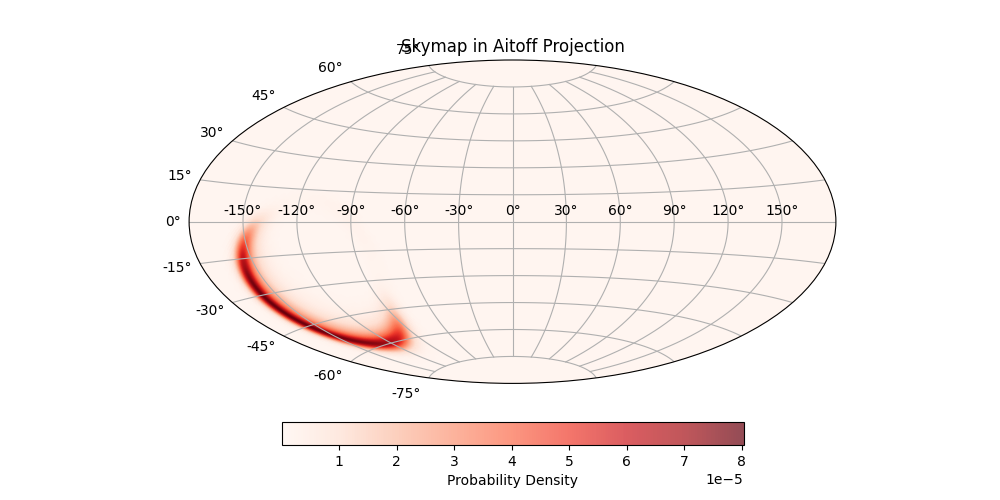 Skymap in Aitoff Projection
75°
60°
45°
30°
15°
-150° -120° -90° -60° -30° 0° 30° 60° 90° 120° 150°
0°
-15°
-30°
-45°
-60°
-75°
1 2 3 4 5 6 7 8
1e−5
Probability Density